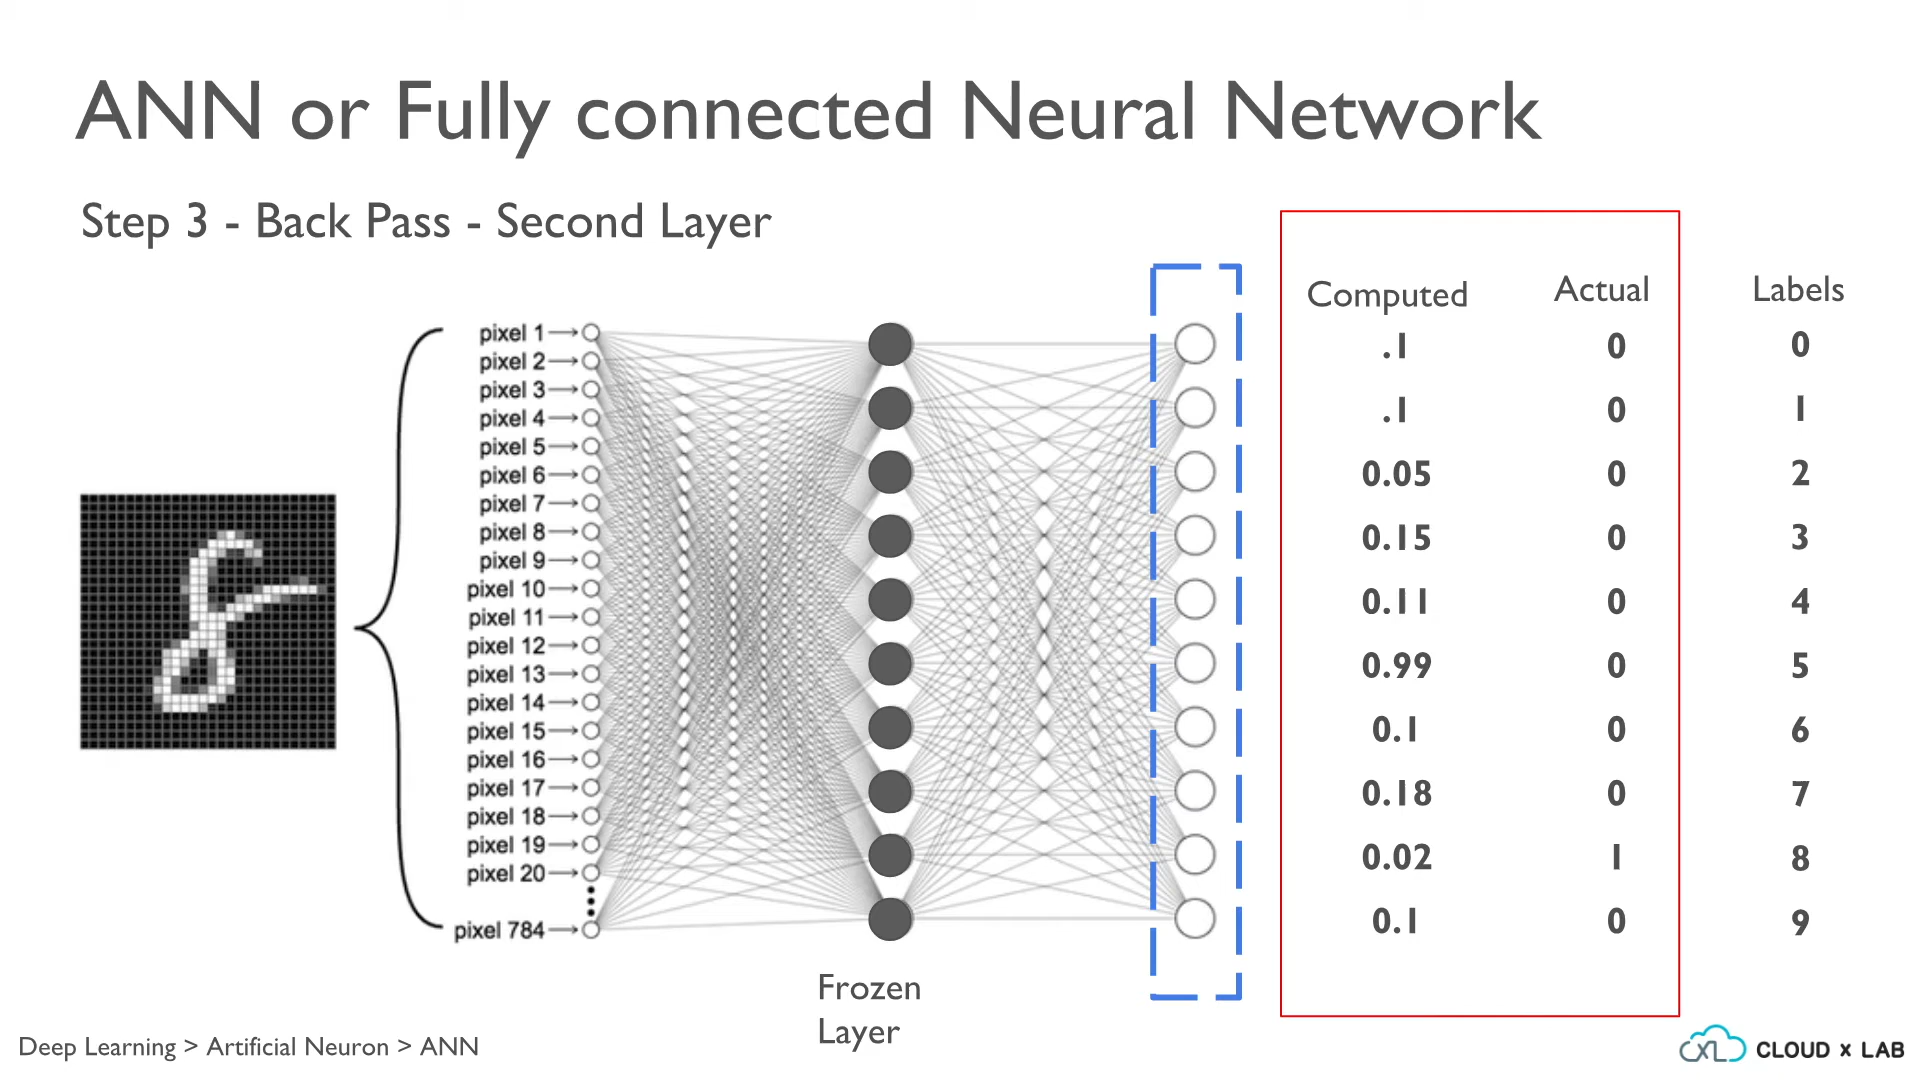 ANN or Fully connected Neural Network
Step 3 - Back Pass - Second Layer
Computed Actual Labels
.1 0 0
.1 0 1
0.05 0 2
0.15 0 3
0.11 0 4
0.99 0 5
0.1 0 6
0.18 0 7
0.02 1 8
0.1 0 9
pixel 1
pixel 2
pixel 3
pixel 4
pixel 5
pixel 6
pixel 7
pixel 8
pixel 9
pixel 10
pixel 11
pixel 12
pixel 13
pixel 14
pixel 15
pixel 16
pixel 17
pixel 18
pixel 19
pixel 20
pixel 784
Frozen
Layer
Deep Learning > Artificial Neuron > ANN
CXL CLOUD x LAB